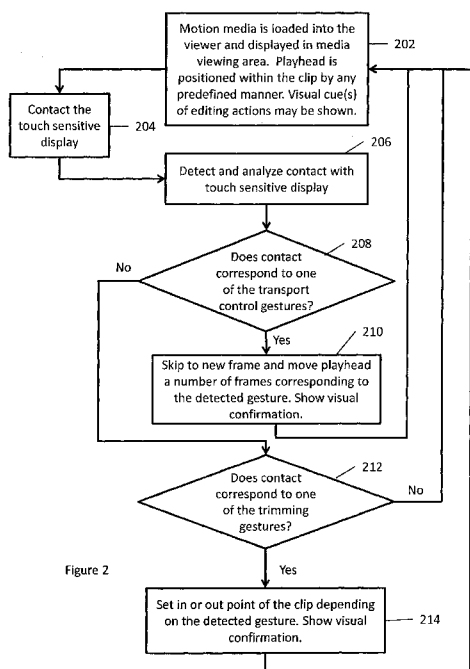 Motion media is loaded into the
viewer and displayed in media
viewing area. Playhead is
positioned within the clip by any
predefined manner. Visual cue(s)
of editing actions may be shown.
202
Contact the
touch sensitive
display
204
206
Detect and analyze contact with
touch sensitive display
208
Does contact
correspond to one
of the transport
control gestures?
No
Yes
210
Skip to new frame and move playhead
a number of frames corresponding to
the detected gesture. Show visual
confirmation.
212
Does contact
correspond to one
of the trimming
gestures?
No
Yes
Figure 2
Set in or out point of the clip depending
on the detected gesture. Show visual
confirmation.
214